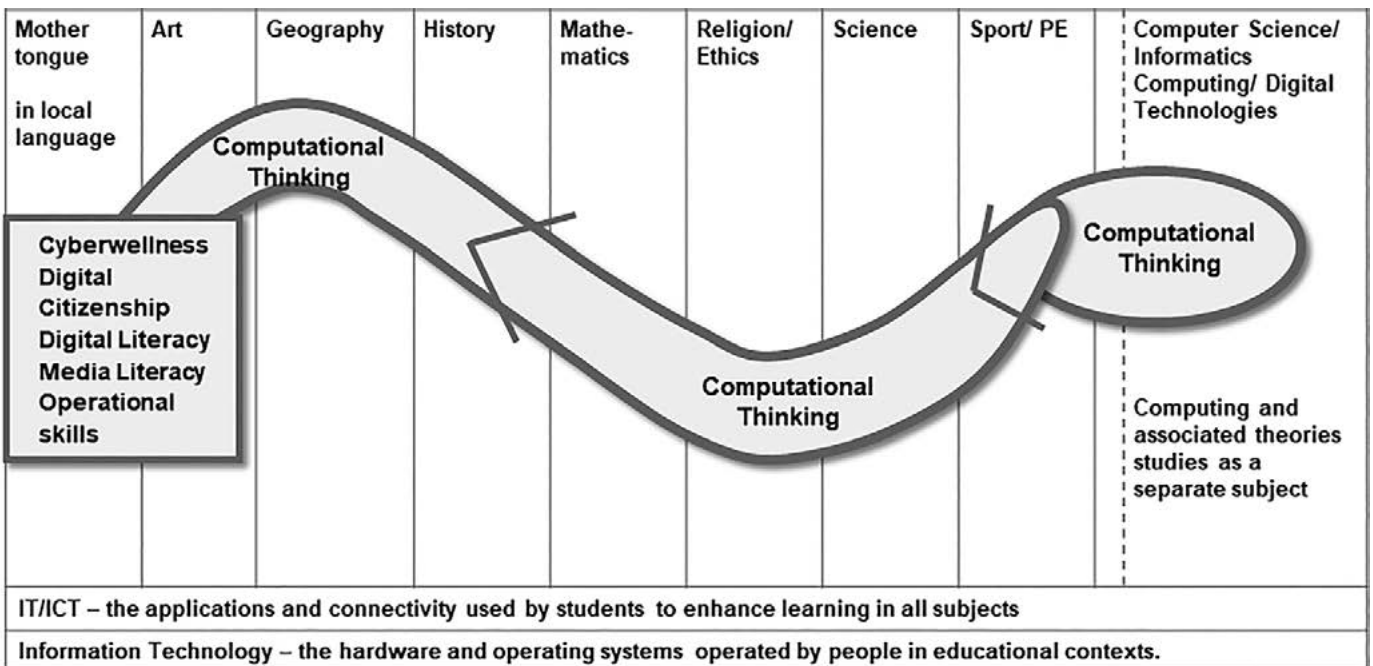 Mother
tongue
in local
language
Art
Geography
History
Mathe-
matics
Religion/
Ethics
Science
Sport/ PE
Computer Science/
Informatics
Computing/ Digital
Technologies
Computational
Thinking
Cyberwellness
Digital
Citizenship
Digital Literacy
Media Literacy
Operational
skills
Computational
Thinking
Computational
Thinking
Computing and
associated theories
studies as a
separate subject
IT/ICT – the applications and connectivity used by students to enhance learning in all subjects
Information Technology – the hardware and operating systems operated by people in educational contexts.